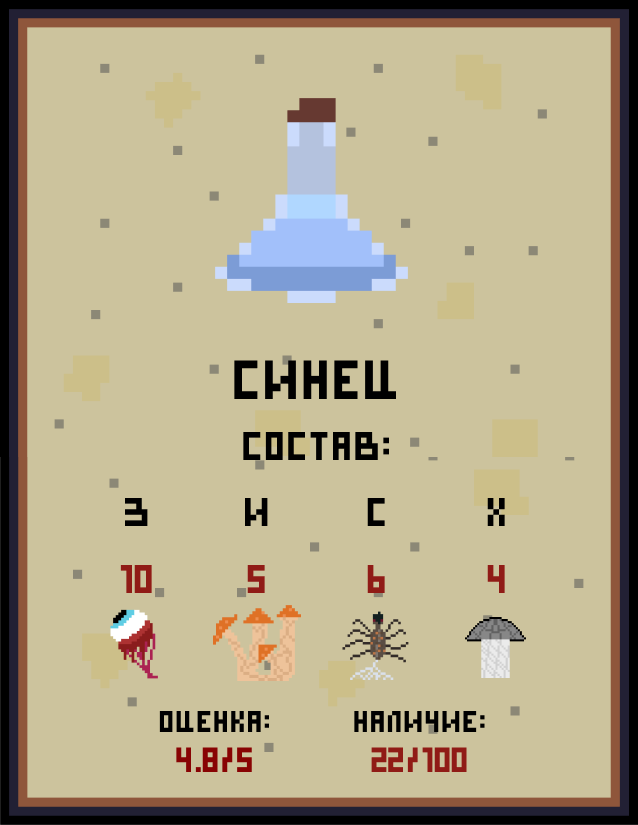 СИНЕЦ
СОСТАВ:
З И С Х
10 5 6 4
ОЦЕНКА: НАЛИЧИЕ:
4.8/5 22/100